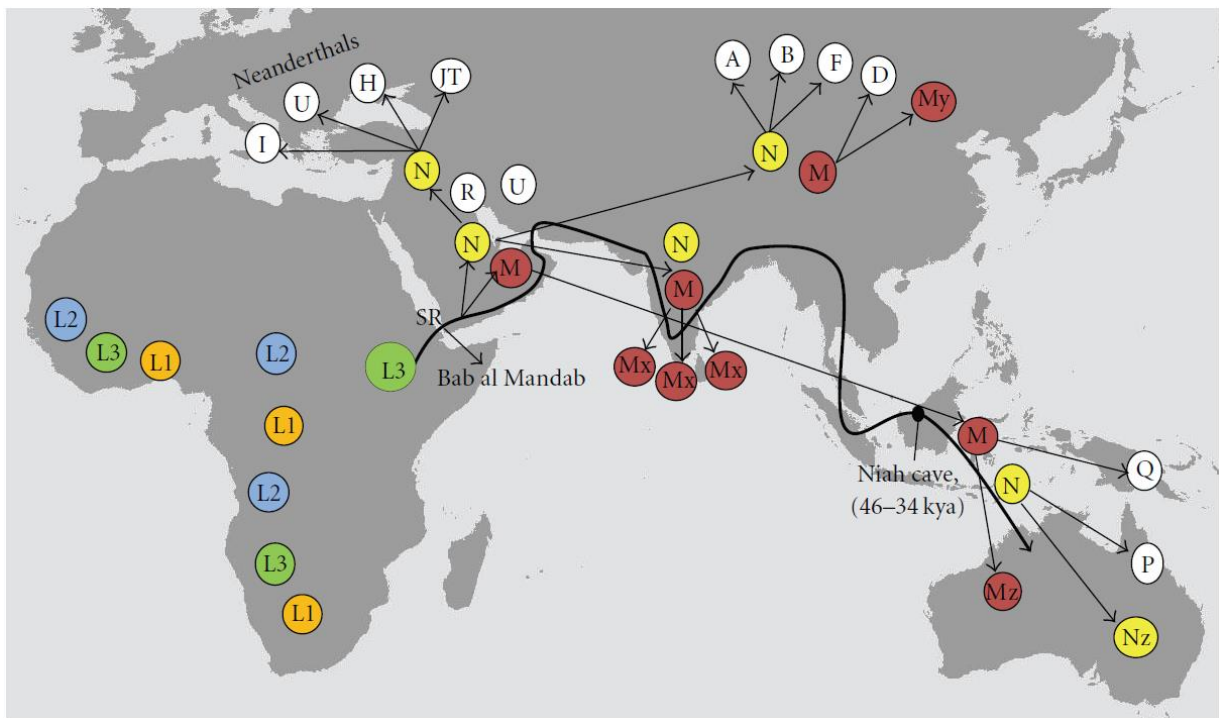 Neanderthals
A
B
F
D
JT
H
U
I
My
N
M
N
R
U
N
M
N
M
SR
L2
L3
L1
L2
L3
Bab al Mandab
Mx
Mx
Mx
L1
L2
L3
L1
M
Niah cave,
(46–34 kya)
N
Q
P
Mz
Nz